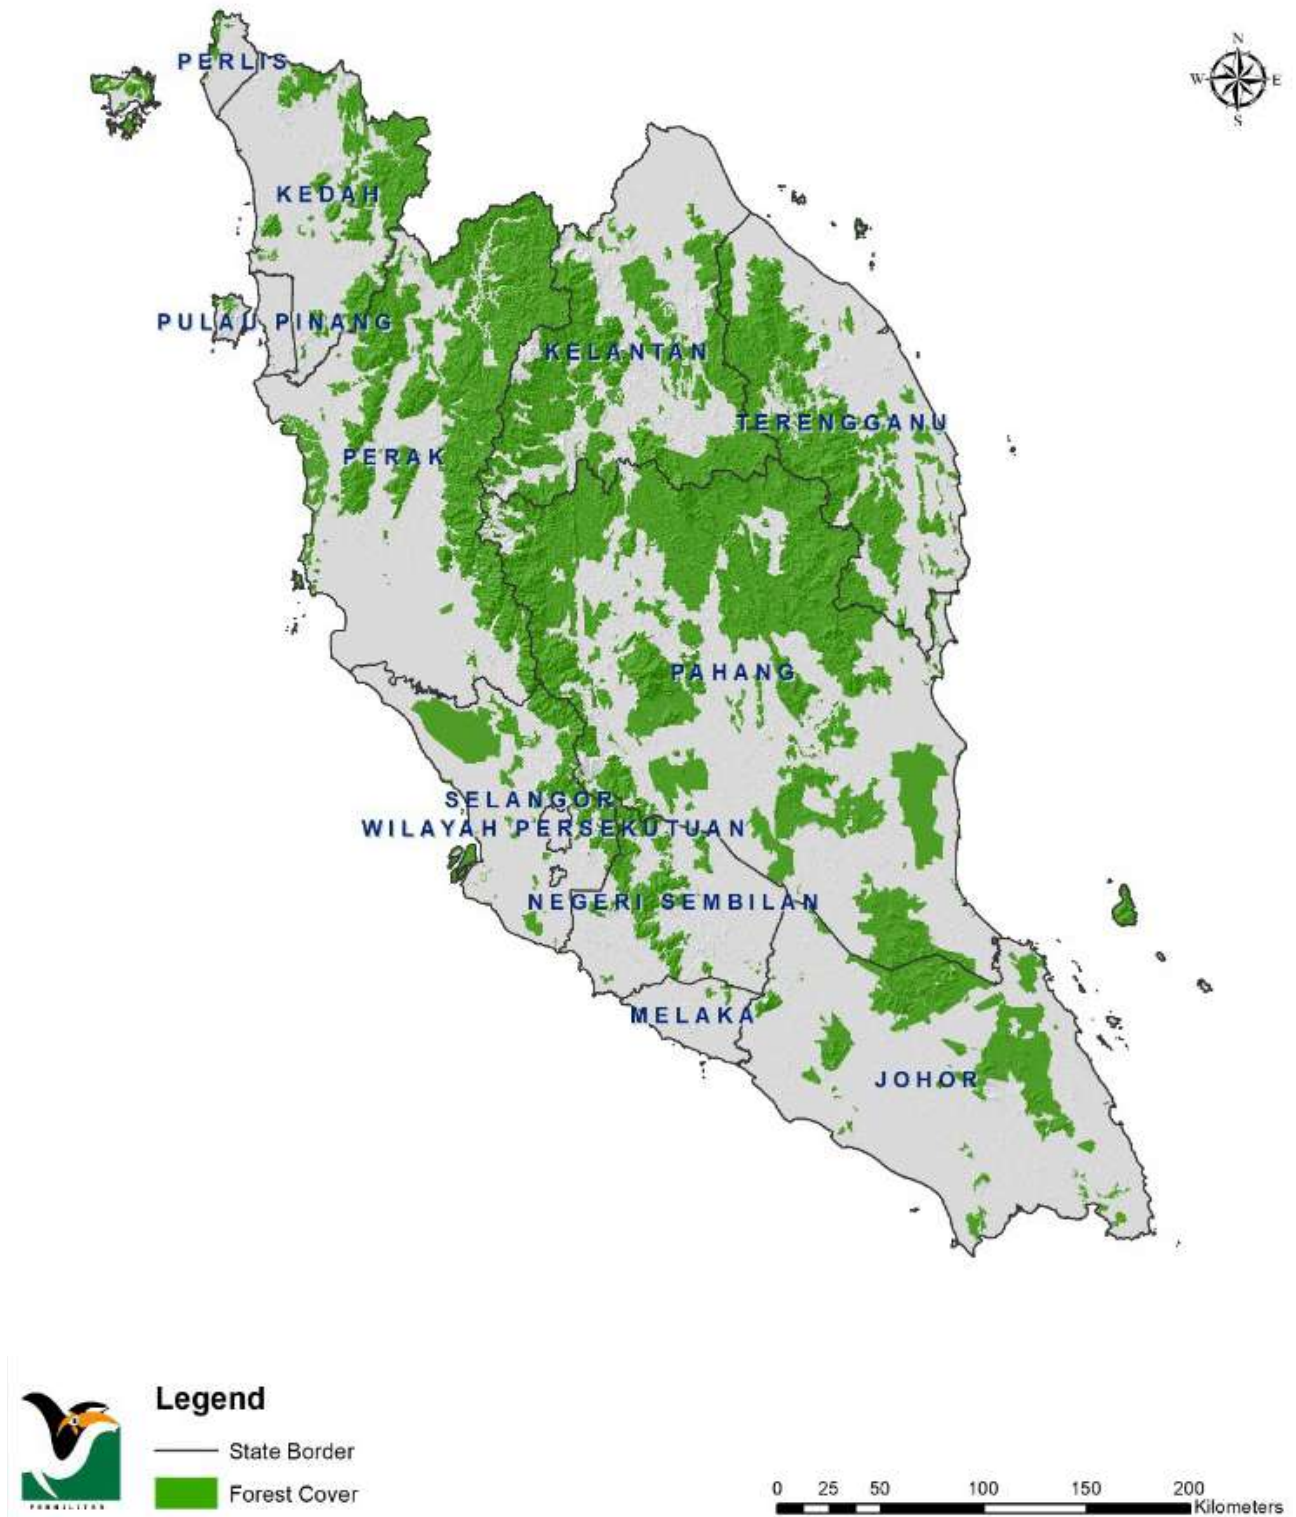 N
W E
S
PERLIS
KEDAH
PULAU PINANG
KELANTAN
TERENGGANU
PERAK
PAHANG
SELANGOR
WILAYAH PERSEKUTUAN
NEGERI SEMBILAN
MELAKA
JOHOR
Legend
State Border
Forest Cover
PERHILITAN
0 25 50 100 150 200
Kilometers